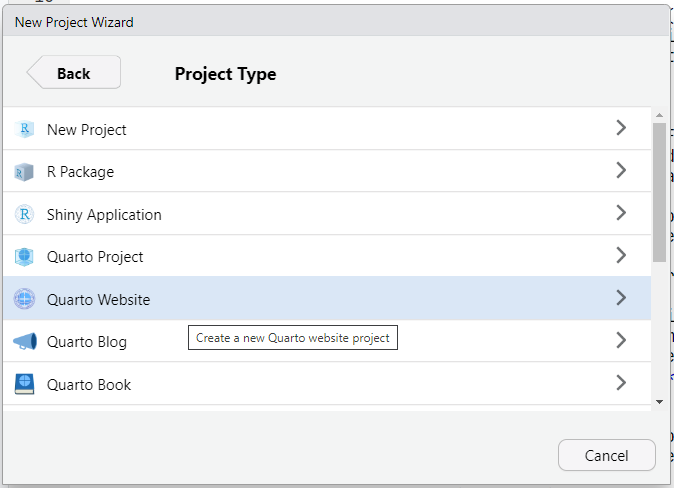 New Project Wizard
Back
Project Type
New Project
R Package
Shiny Application
Quarto Project
Quarto Website
Create a new Quarto website project
Quarto Blog
Quarto Book
Cancel